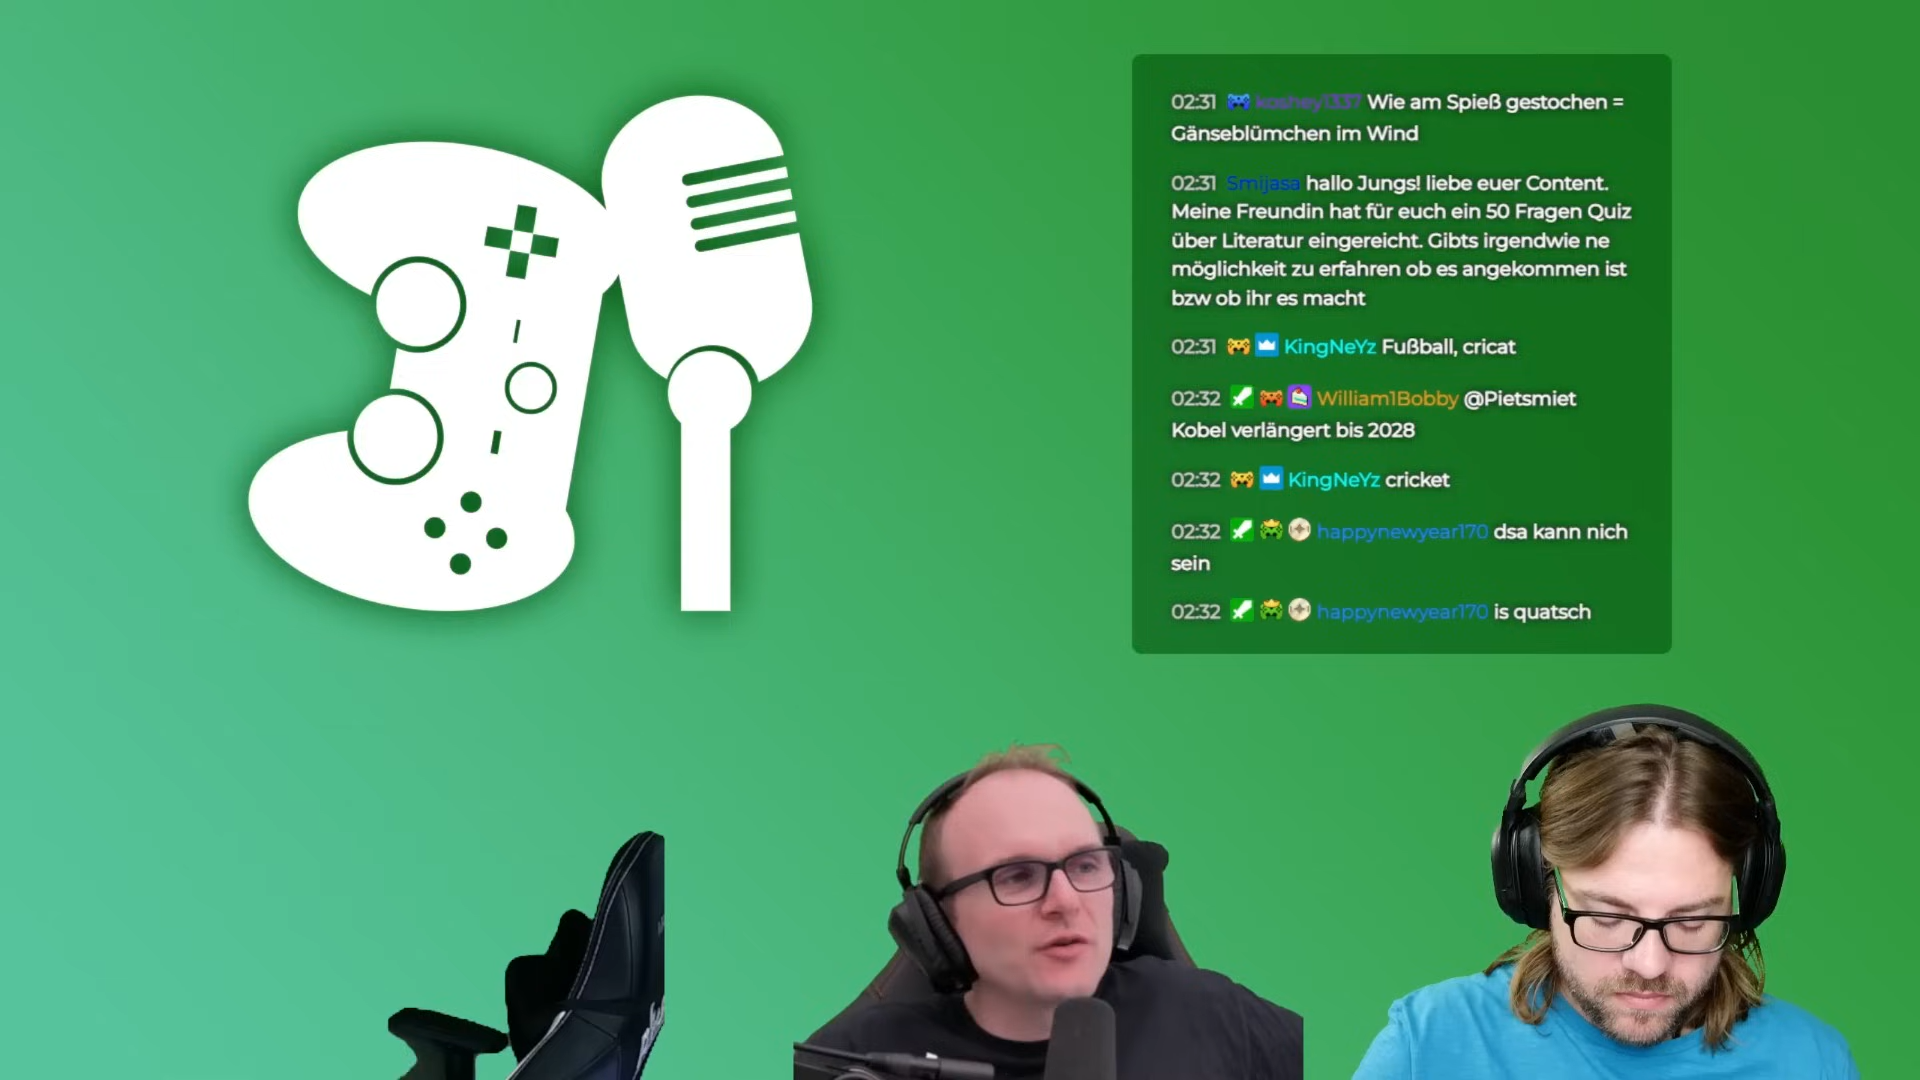 02:31 koshey1337 Wie am Spieß gestochen =
Gänseblümchen im Wind
02:31 Smijasa hallo Jungs! liebe euer Content.
Meine Freundin hat für euch ein 50 Fragen Quiz
über Literatur eingereicht. Gibts irgendwie ne
möglichkeit zu erfahren ob es angekommen ist
bzw ob ihr es macht
02:31 KingNeYz Fußball, cricat
02:32 William1Bobby @Pietsmiet
Kobel verlängert bis 2028
02:32 KingNeYz cricket
02:32 happynewyear170 dsa kann nich
sein
02:32 happynewyear170 is quatsch